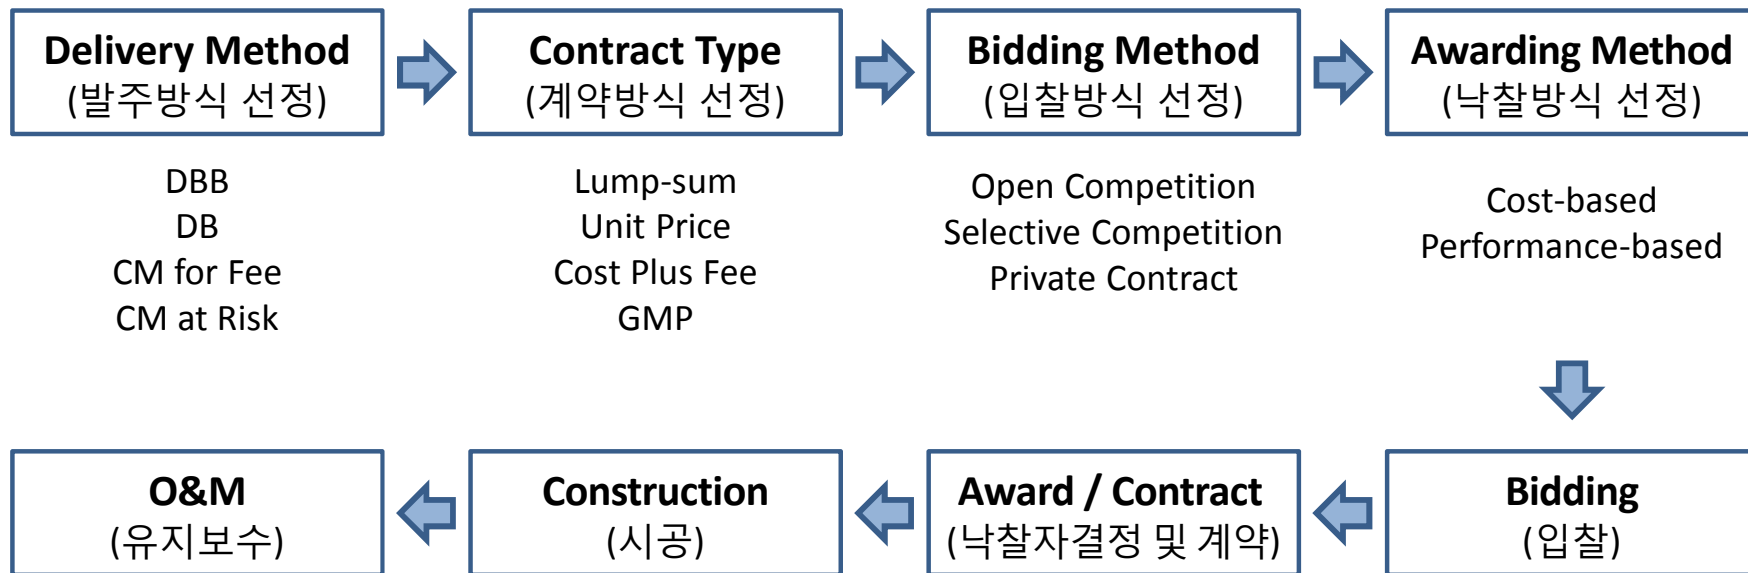 Delivery Method
(발주방식 선정)
Contract Type
(계약방식 선정)
Bidding Method
(입찰방식 선정)
Awarding Method
(낙찰방식 선정)
DBB
DB
CM for Fee
CM at Risk
Lump-sum
Unit Price
Cost Plus Fee
GMP
Open Competition
Selective Competition
Private Contract
Cost-based
Performance-based
O&M
(유지보수)
Construction
(시공)
Award / Contract
(낙찰자결정 및 계약)
Bidding
(입찰)